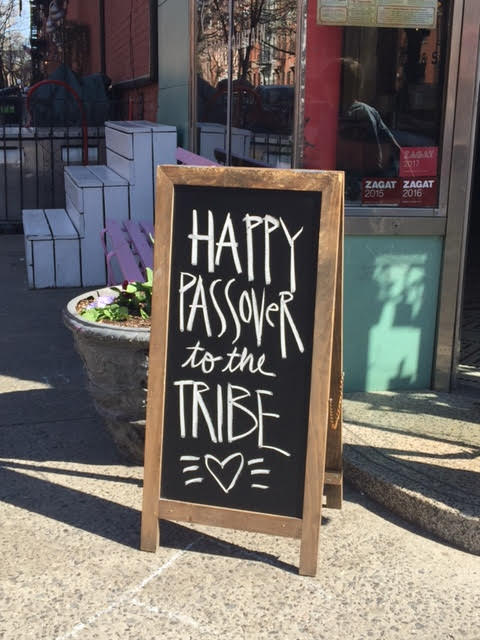 HAPPY
PASSOVER
to the
TRIBE
ZAGAT
2017
ZAGAT
2015
ZAGAT
2016